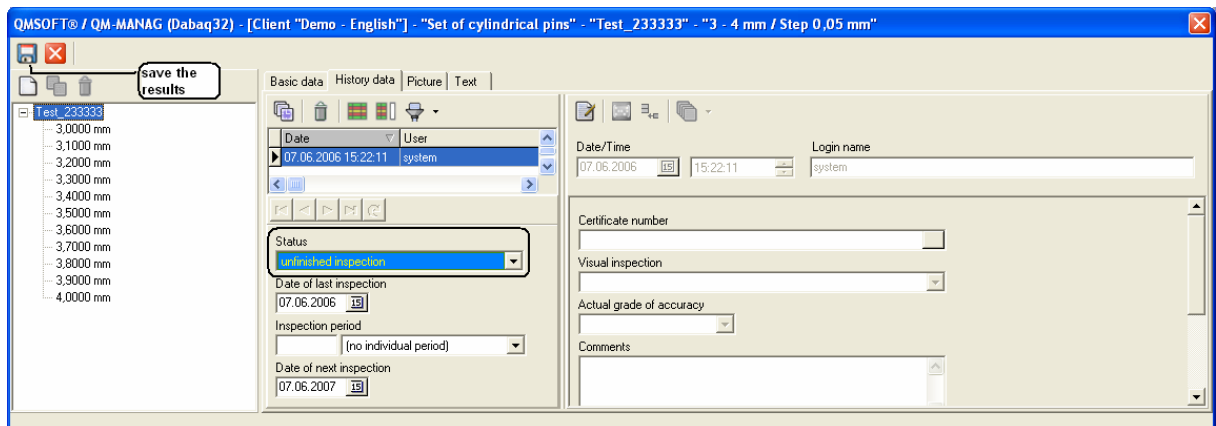 QMSOFT® / QM-MANAG (Dabaq32) - [Client "Demo - English"] - "Set of cylindrical pins" - "Test_233333" - "3 - 4 mm / Step 0,05 mm"
save the
results
Test_233333
3,0000 mm
3,1000 mm
3,2000 mm
3,3000 mm
3,4000 mm
3,5000 mm
3,6000 mm
3,7000 mm
3,8000 mm
3,9000 mm
4,0000 mm
Basic data History data Picture Text
Date User
07.06.2006 15:22:11 system
Status
unfinished inspection
Date of last inspection
07.06.2006 15
Inspection period
(no individual period)
Date of next inspection
07.06.2007 15
Date/Time Login name
07.06.2006 15 15:22:11 system
Certificate number
Visual inspection
Actual grade of accuracy
Comments